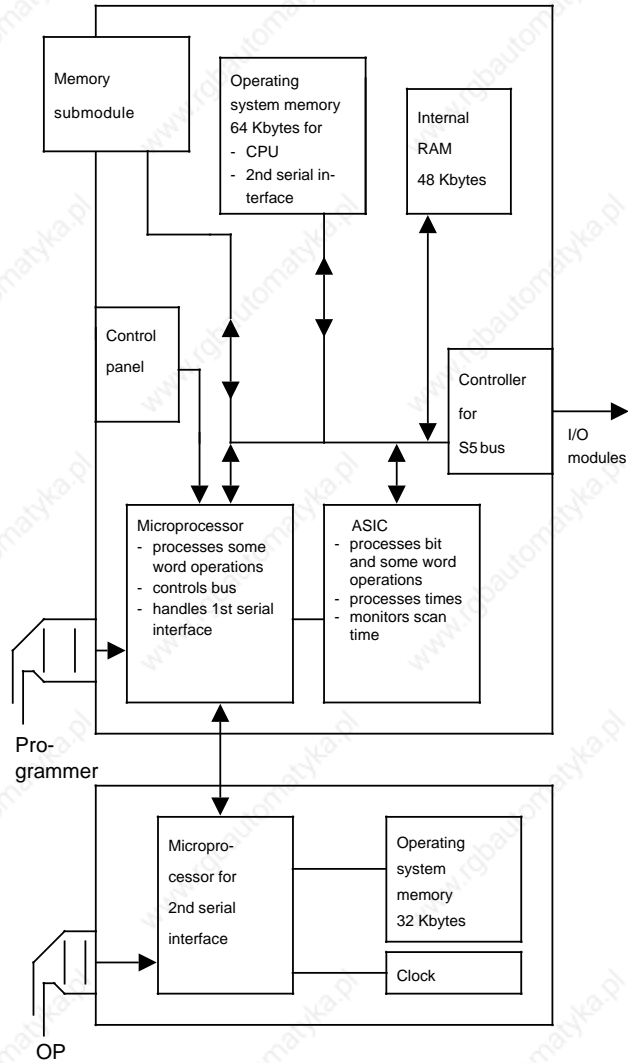 Memory
submodule
Operating
system memory
64 Kbytes for
- CPU
- 2nd serial in-
terface
Internal
RAM
48 Kbytes
Control
panel
Controller
for
S5 bus
I/O
modules
Microprocessor
- processes some
word operations
- controls bus
- handles 1st serial
interface
ASIC
- processes bit
and some word
operations
- processes times
- monitors scan
time
Pro-
grammer
Micropro-
cessor for
2nd serial
interface
Operating
system
memory
32 Kbytes
Clock
OP
www.rgbautomatyka.pl